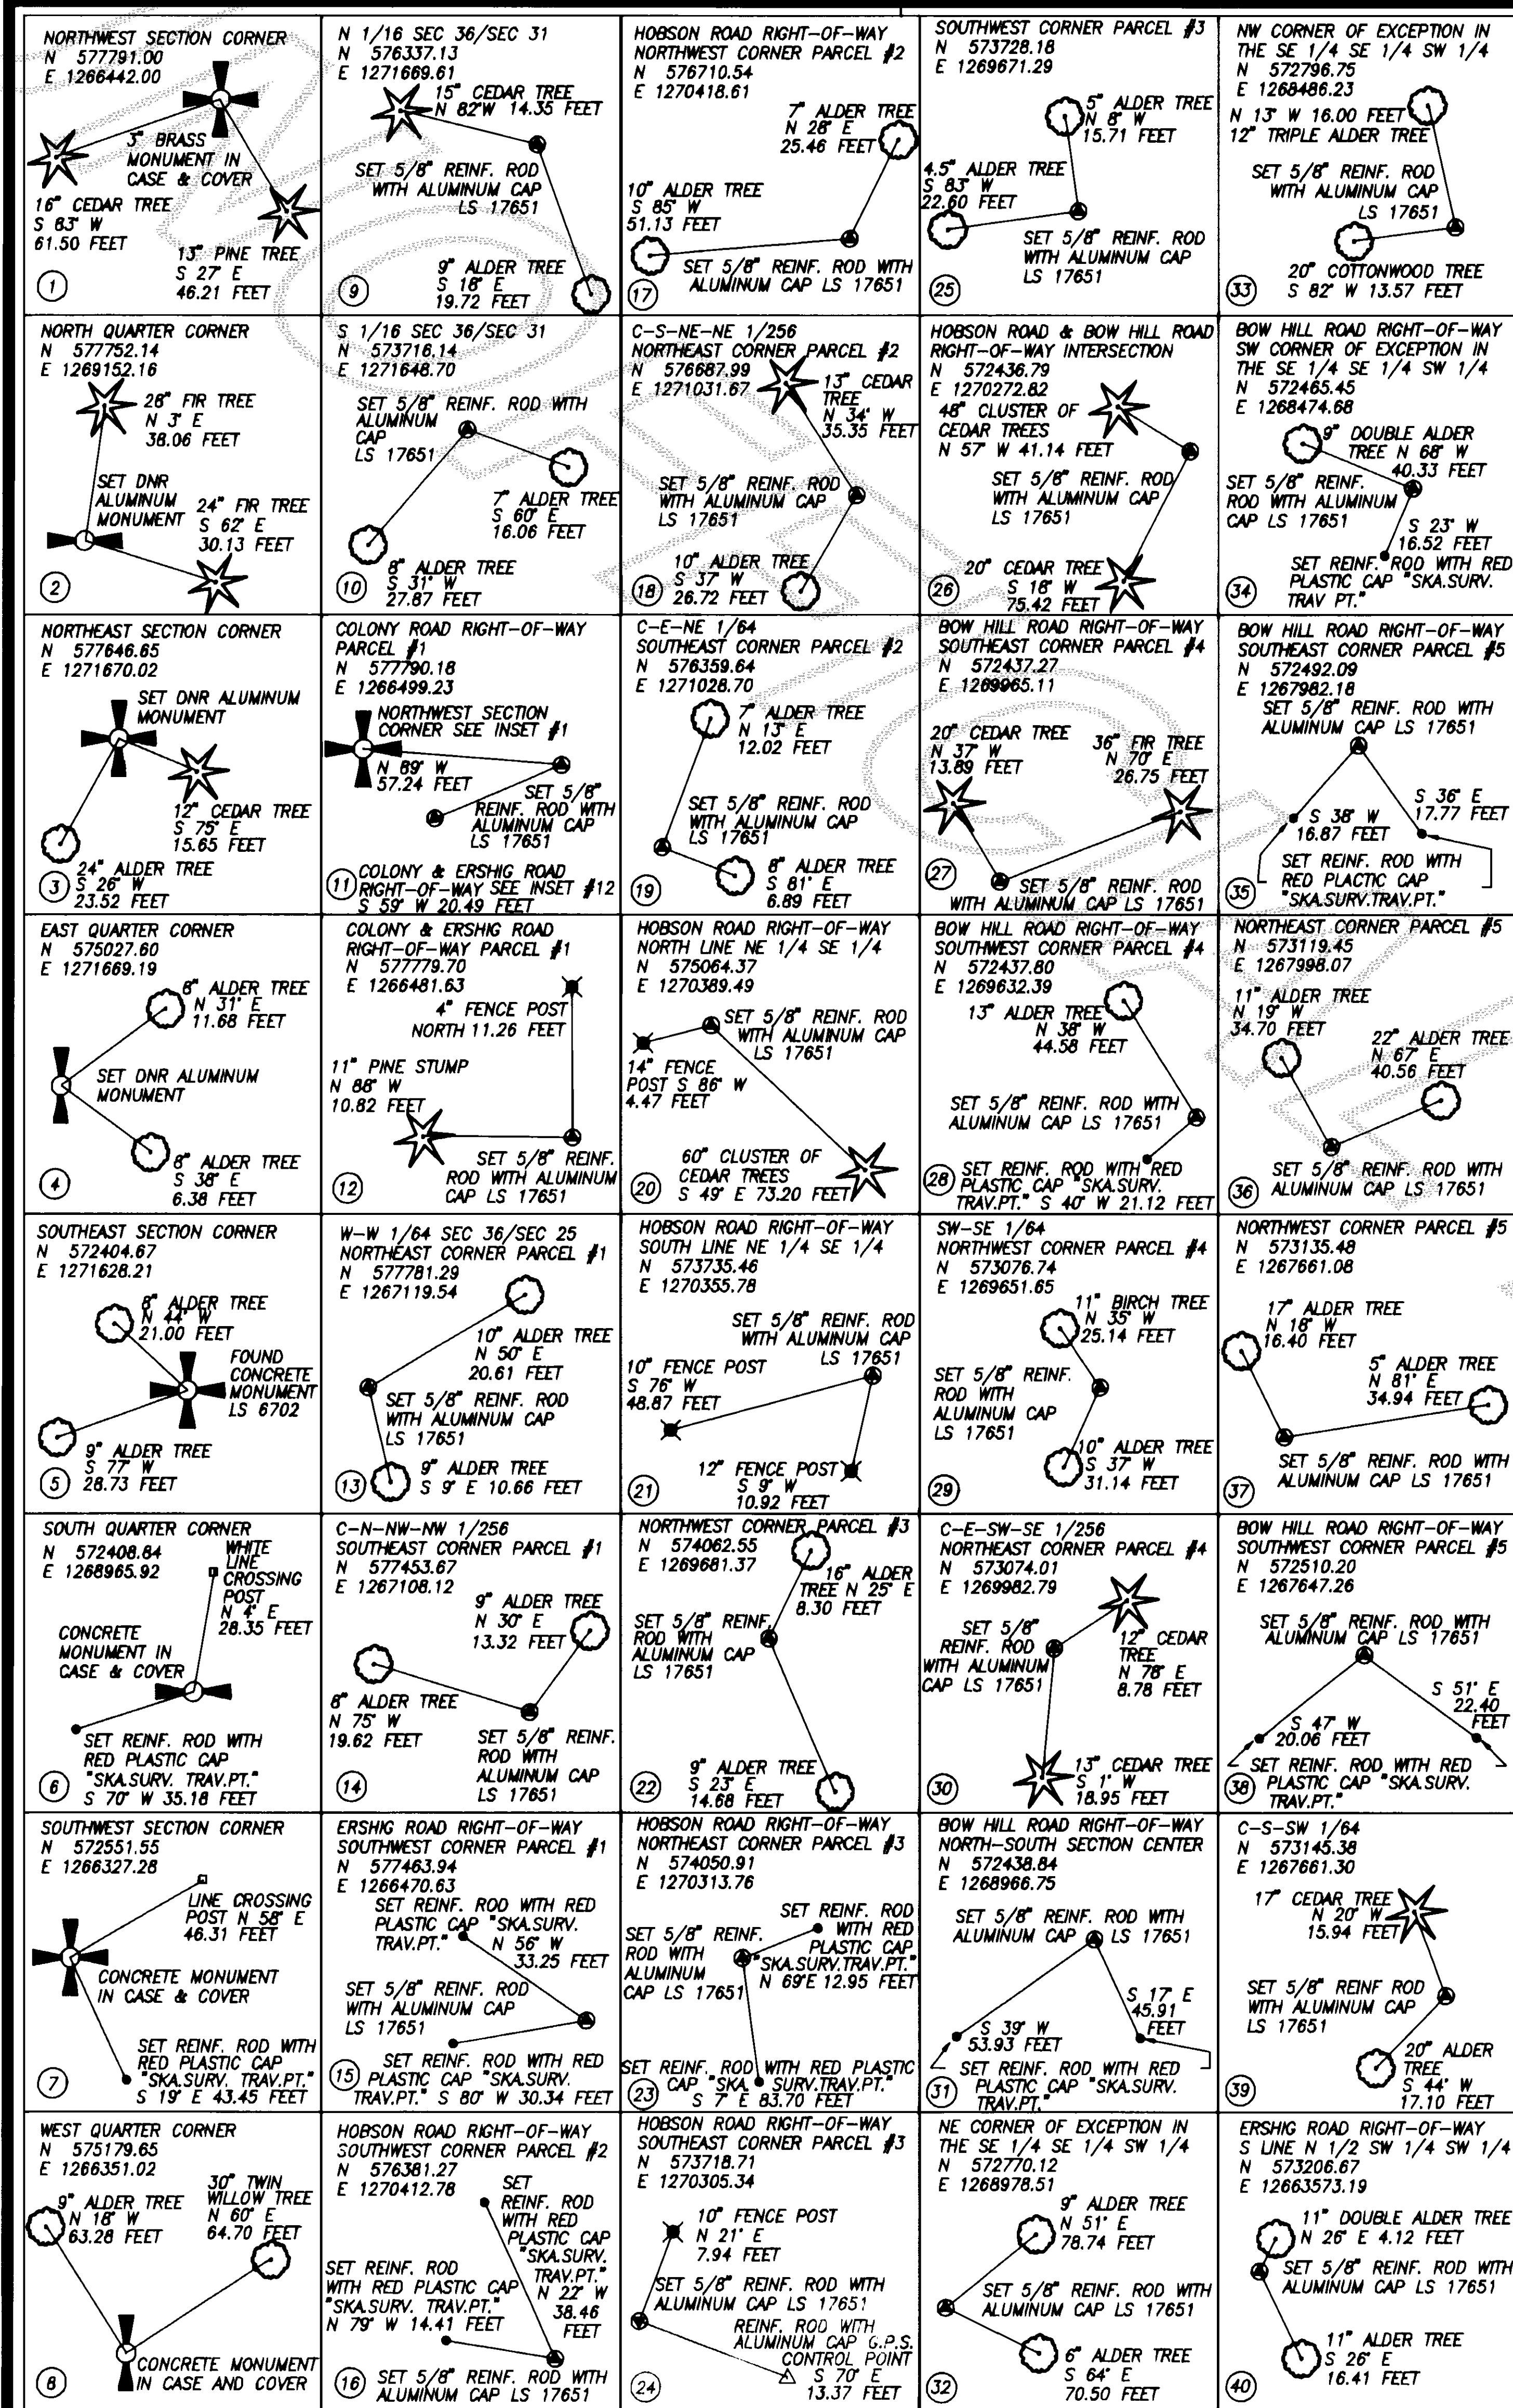 NORTHWEST SECTION CORNER
N 577791.00
E 1266442.00
3" BRASS
MONUMENT IN
CASE & COVER
16" CEDAR TREE
S 83° W
61.50 FEET
13" PINE TREE
S 27° E
46.21 FEET
1
NORTH QUARTER CORNER
N 577752.14
E 1269152.16
28" FIR TREE
N 3° E
38.06 FEET
SET DNR
ALUMINUM
MONUMENT
24" FIR TREE
S 62° E
30.13 FEET
2
NORTHEAST SECTION CORNER
N 577646.65
E 1271670.02
SET DNR ALUMINUM
MONUMENT
12" CEDAR TREE
S 75° E
15.65 FEET
24" ALDER TREE
S 26° W
23.52 FEET
3
EAST QUARTER CORNER
N 575027.60
E 1271669.19
8" ALDER TREE
N 31° E
11.68 FEET
SET DNR ALUMINUM
MONUMENT
8" ALDER TREE
S 38° E
6.38 FEET
4
SOUTHEAST SECTION CORNER
N 572404.67
E 1271628.21
8" ALDER TREE
N 44° W
21.00 FEET
FOUND
CONCRETE
MONUMENT
LS 6702
9" ALDER TREE
S 77° W
28.73 FEET
5
SOUTH QUARTER CORNER
N 572408.84
E 1268965.92
WHITE
LINE
CROSSING
POST
N 4° E
28.35 FEET
CONCRETE
MONUMENT IN
CASE & COVER
SET REINF. ROD WITH
RED PLASTIC CAP
"SKA.SURV. TRAV.PT."
S 70° W 35.18 FEET
6
SOUTHWEST SECTION CORNER
N 572551.55
E 1266327.28
LINE CROSSING
POST N 58° E
46.31 FEET
CONCRETE MONUMENT
IN CASE & COVER
SET REINF. ROD WITH
RED PLASTIC CAP
"SKA.SURV. TRAV.PT."
S 19° E 43.45 FEET
7
WEST QUARTER CORNER
N 575179.65
E 1266351.02
9" ALDER TREE
N 18° W
63.28 FEET
30" TWIN
WILLOW TREE
N 60° E
64.70 FEET
CONCRETE MONUMENT
IN CASE AND COVER
8
N 1/16 SEC 36/SEC 31
N 576337.13
E 1271669.61
15" CEDAR TREE
N 82°W 14.35 FEET
SET 5/8" REINF. ROD
WITH ALUMINUM CAP
LS 17651
9" ALDER TREE
S 18° E
19.72 FEET
9
S 1/16 SEC 36/SEC 31
N 573716.14
E 1271648.70
SET 5/8" REINF. ROD WITH
ALUMINUM
CAP
LS 17651
7" ALDER TREE
S 60° E
16.06 FEET
8" ALDER TREE
S 31° W
27.87 FEET
10
COLONY ROAD RIGHT-OF-WAY
PARCEL #1
N 577790.18
E 1266499.23
NORTHWEST SECTION
CORNER SEE INSET #1
N 89° W
57.24 FEET
SET 5/8"
REINF. ROD WITH
ALUMINUM CAP
LS 17651
COLONY & ERSHIG ROAD
RIGHT-OF-WAY SEE INSET #12
S 59° W 20.49 FEET
11
COLONY & ERSHIG ROAD
RIGHT-OF-WAY PARCEL #1
N 577779.70
E 1266481.63
4" FENCE POST
NORTH 11.26 FEET
11" PINE STUMP
N 88° W
10.82 FEET
SET 5/8" REINF.
ROD WITH ALUMINUM
CAP LS 17651
12
W-W 1/64 SEC 36/SEC 25
NORTHEAST CORNER PARCEL #1
N 577781.29
E 1267119.54
10" ALDER TREE
N 50° E
20.61 FEET
SET 5/8" REINF. ROD
WITH ALUMINUM CAP
LS 17651
9" ALDER TREE
S 9° E 10.66 FEET
13
C-N-NW-NW 1/256
SOUTHEAST CORNER PARCEL #1
N 577453.67
E 1267108.12
9" ALDER TREE
N 30° E
13.32 FEET
8" ALDER TREE
N 75° W
19.62 FEET
SET 5/8" REINF.
ROD WITH
ALUMINUM CAP
LS 17651
14
ERSHIG ROAD RIGHT-OF-WAY
SOUTHWEST CORNER PARCEL #1
N 577463.94
E 1266470.63
SET REINF. ROD WITH RED
PLASTIC CAP "SKA.SURV.
TRAV.PT." N 56° W
33.25 FEET
SET 5/8" REINF. ROD
WITH ALUMINUM CAP
LS 17651
SET REINF. ROD WITH RED
PLASTIC CAP "SKA.SURV.
TRAV.PT." S 80° W 30.34 FEET
15
HOBSON ROAD RIGHT-OF-WAY
SOUTHWEST CORNER PARCEL #2
N 576381.27
E 1270412.78
SET
REINF. ROD
WITH RED
PLASTIC CAP
"SKA.SURV.
TRAV.PT."
N 22° W
38.46
FEET
SET REINF. ROD
WITH RED PLASTIC CAP
"SKA.SURV. TRAV.PT."
N 79° W 14.41 FEET
SET 5/8" REINF. ROD WITH
ALUMINUM CAP LS 17651
16
HOBSON ROAD RIGHT-OF-WAY
NORTHWEST CORNER PARCEL #2
N 576710.54
E 1270418.61
7" ALDER TREE
N 28° E
25.46 FEET
10" ALDER TREE
S 85° W
51.13 FEET
SET 5/8" REINF. ROD WITH
ALUMINUM CAP LS 17651
17
C-S-NE-NE 1/256
NORTHEAST CORNER PARCEL #2
N 576687.99
E 1271031.67
13" CEDAR
TREE
N 34° W
35.35 FEET
SET 5/8" REINF. ROD
WITH ALUMINUM CAP
LS 17651
10" ALDER TREE
S 37° W
26.72 FEET
18
C-E-NE 1/64
SOUTHEAST CORNER PARCEL #2
N 576359.64
E 1271028.70
7" ALDER TREE
N 13° E
12.02 FEET
SET 5/8" REINF. ROD
WITH ALUMINUM CAP
LS 17651
8" ALDER TREE
S 81° E
6.89 FEET
19
HOBSON ROAD RIGHT-OF-WAY
NORTH LINE NE 1/4 SE 1/4
N 575064.37
E 1270389.49
SET 5/8" REINF. ROD
WITH ALUMINUM CAP
LS 17651
14" FENCE
POST S 86° W
4.47 FEET
60" CLUSTER OF
CEDAR TREES
S 49° E 73.20 FEET
20
HOBSON ROAD RIGHT-OF-WAY
SOUTH LINE NE 1/4 SE 1/4
N 573735.46
E 1270355.78
SET 5/8" REINF. ROD
WITH ALUMINUM CAP
LS 17651
10" FENCE POST
S 76° W
48.87 FEET
12" FENCE POST
S 9° W
10.92 FEET
21
NORTHWEST CORNER PARCEL #3
N 574062.55
E 1269681.37
16" ALDER
TREE N 25° E
8.30 FEET
SET 5/8" REINF.
ROD WITH
ALUMINUM CAP
LS 17651
9" ALDER TREE
S 23° E
14.68 FEET
22
HOBSON ROAD RIGHT-OF-WAY
NORTHEAST CORNER PARCEL #3
N 574050.91
E 1270313.76
SET REINF. ROD
WITH RED
PLASTIC CAP
"SKA.SURV.TRAV.PT."
N 69°E 12.95 FEET
SET 5/8" REINF.
ROD WITH
ALUMINUM
CAP LS 17651
SET REINF. ROD WITH RED PLASTIC
CAP "SKA. SURV.TRAV.PT."
S 7° E 83.70 FEET
23
HOBSON ROAD RIGHT-OF-WAY
SOUTHEAST CORNER PARCEL #3
N 573718.71
E 1270305.34
10" FENCE POST
N 21° E
7.94 FEET
SET 5/8" REINF. ROD WITH
ALUMINUM CAP LS 17651
REINF. ROD WITH
ALUMINUM CAP G.P.S.
CONTROL POINT
S 70° E
13.37 FEET
24
SOUTHWEST CORNER PARCEL #3
N 573728.18
E 1269671.29
5" ALDER TREE
N 8° W
15.71 FEET
4.5" ALDER TREE
S 83° W
22.60 FEET
SET 5/8" REINF. ROD
WITH ALUMINUM CAP
LS 17651
25
HOBSON ROAD & BOW HILL ROAD
RIGHT-OF-WAY INTERSECTION
N 572436.79
E 1270272.82
48" CLUSTER OF
CEDAR TREES
N 57° W 41.14 FEET
SET 5/8" REINF. ROD
WITH ALUMINUM CAP
LS 17651
20" CEDAR TREE
S 18° W
75.42 FEET
26
BOW HILL ROAD RIGHT-OF-WAY
SOUTHEAST CORNER PARCEL #4
N 572437.27
E 1269965.11
20" CEDAR TREE
N 37° W
13.89 FEET
36" FIR TREE
N 70° E
26.75 FEET
SET 5/8" REINF. ROD
WITH ALUMINUM CAP LS 17651
27
BOW HILL ROAD RIGHT-OF-WAY
SOUTHWEST CORNER PARCEL #4
N 572437.80
E 1269632.39
13" ALDER TREE
N 38° W
44.58 FEET
SET 5/8" REINF. ROD WITH
ALUMINUM CAP LS 17651
SET REINF. ROD WITH RED
PLASTIC CAP "SKA.SURV.
TRAV.PT." S 40° W 21.12 FEET
28
SW-SE 1/64
NORTHWEST CORNER PARCEL #4
N 573076.74
E 1269651.65
11" BIRCH TREE
N 35° W
25.14 FEET
SET 5/8" REINF.
ROD WITH
ALUMINUM CAP
LS 17651
10" ALDER TREE
S 37° W
31.14 FEET
29
C-E-SW-SE 1/256
NORTHEAST CORNER PARCEL #4
N 573074.01
E 1269982.79
SET 5/8"
REINF. ROD
WITH ALUMINUM
CAP LS 17651
12" CEDAR
TREE
N 78° E
8.78 FEET
13" CEDAR TREE
S 1° W
18.95 FEET
30
BOW HILL ROAD RIGHT-OF-WAY
NORTH-SOUTH SECTION CENTER
N 572438.84
E 1268966.75
SET 5/8" REINF. ROD WITH
ALUMINUM CAP LS 17651
S 17° E
45.91
FEET
S 39° W
53.93 FEET
SET REINF. ROD WITH RED
PLASTIC CAP "SKA.SURV.
TRAV.PT."
31
NE CORNER OF EXCEPTION IN
THE SE 1/4 SE 1/4 SW 1/4
N 572770.12
E 1268978.51
9" ALDER TREE
N 51° E
78.74 FEET
SET 5/8" REINF. ROD WITH
ALUMINUM CAP LS 17651
6" ALDER TREE
S 64° E
70.50 FEET
32
NW CORNER OF EXCEPTION IN
THE SE 1/4 SE 1/4 SW 1/4
N 572796.75
E 1268486.23
N 13° W 16.00 FEET
12" TRIPLE ALDER TREE
SET 5/8" REINF. ROD
WITH ALUMINUM CAP
LS 17651
20" COTTONWOOD TREE
S 82° W 13.57 FEET
33
BOW HILL ROAD RIGHT-OF-WAY
SW CORNER OF EXCEPTION IN
THE SE 1/4 SE 1/4 SW 1/4
N 572465.45
E 1268474.68
9" DOUBLE ALDER
TREE N 68° W
40.33 FEET
SET 5/8" REINF.
ROD WITH ALUMINUM
CAP LS 17651
S 23° W
16.52 FEET
SET REINF. ROD WITH RED
PLASTIC CAP "SKA.SURV.
TRAV PT."
34
BOW HILL ROAD RIGHT-OF-WAY
SOUTHEAST CORNER PARCEL #5
N 572492.09
E 1267982.18
SET 5/8" REINF. ROD WITH
ALUMINUM CAP LS 17651
S 36° E
17.77 FEET
S 38° W
16.87 FEET
SET REINF. ROD WITH
RED PLACTIC CAP
"SKA.SURV.TRAV.PT."
35
NORTHEAST CORNER PARCEL #5
N 573119.45
E 1267998.07
11" ALDER TREE
N 19° W
34.70 FEET
22" ALDER TREE
N 67° E
40.56 FEET
SET 5/8" REINF. ROD WITH
ALUMINUM CAP LS 17651
36
NORTHWEST CORNER PARCEL #5
N 573135.48
E 1267661.08
17" ALDER TREE
N 18° W
16.40 FEET
5" ALDER TREE
N 81° E
34.94 FEET
SET 5/8" REINF. ROD WITH
ALUMINUM CAP LS 17651
37
BOW HILL ROAD RIGHT-OF-WAY
SOUTHWEST CORNER PARCEL #5
N 572510.20
E 1267647.26
SET 5/8" REINF. ROD WITH
ALUMINUM CAP LS 17651
S 51° E
22.40
FEET
S 47° W
20.06 FEET
SET REINF. ROD WITH RED
PLASTIC CAP "SKA.SURV.
TRAV.PT."
38
C-S-SW 1/64
N 573145.38
E 1267661.30
17" CEDAR TREE
N 20° W
15.94 FEET
SET 5/8" REINF ROD
WITH ALUMINUM CAP
LS 17651
20" ALDER
TREE
S 44° W
17.10 FEET
39
ERSHIG ROAD RIGHT-OF-WAY
S LINE N 1/2 SW 1/4 SW 1/4
N 573206.67
E 12663573.19
11" DOUBLE ALDER TREE
N 26° E 4.12 FEET
SET 5/8" REINF. ROD WITH
ALUMINUM CAP LS 17651
11" ALDER TREE
S 26° E
16.41 FEET
40